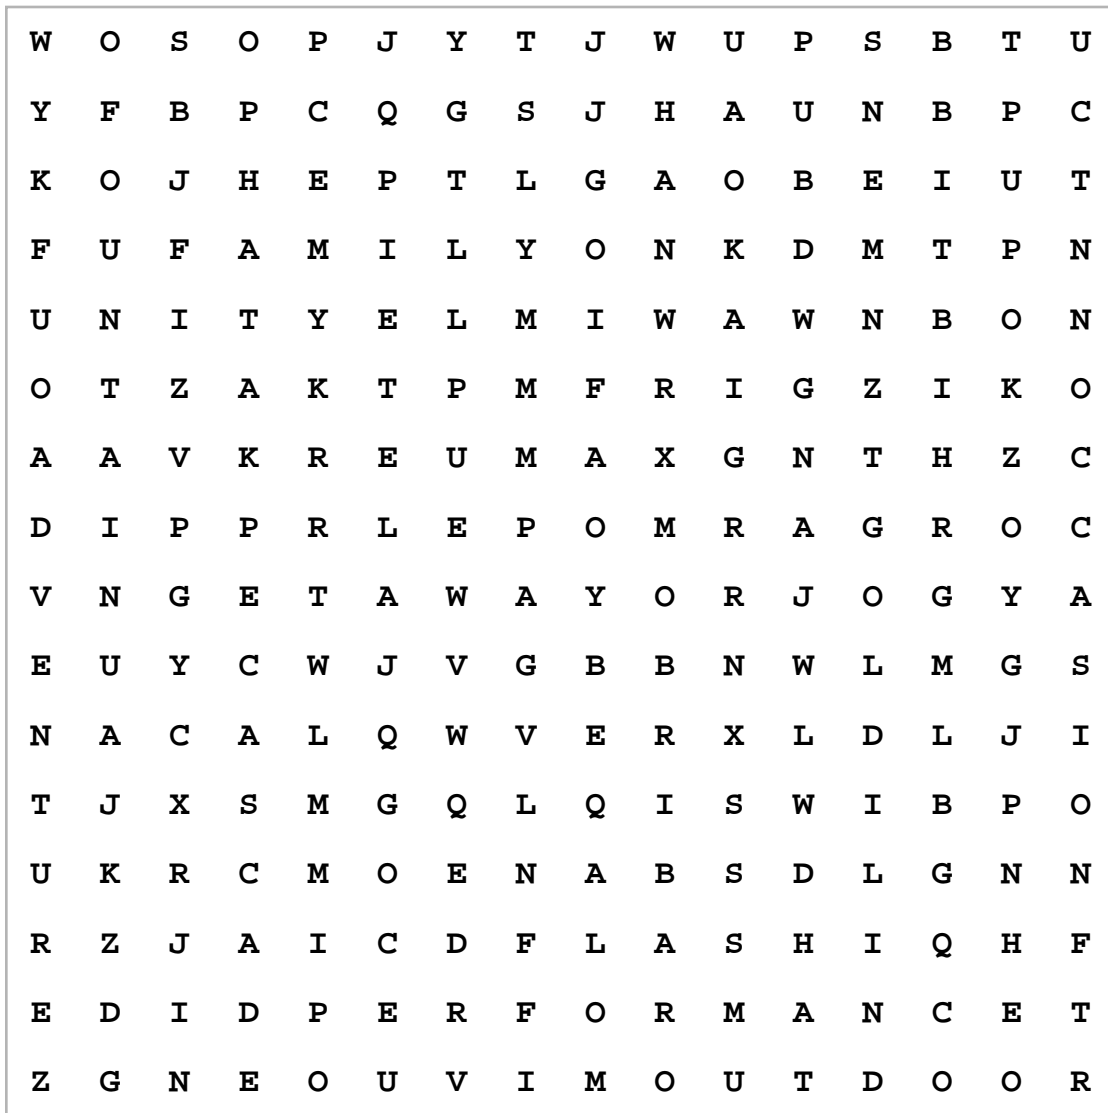 W O S O P J Y T J W U P S B T U
Y F B P C Q G S J H A U N B P C
K O J H E P T L G A O B E I U T
F U F A M I L Y O N K D M T P N
U N I T Y E L M I W A W N B O N
O T Z A K T P M F R I G Z I K O
A A V K R E U M A X G N T H Z C
D I P P R L E P O M R A G R O C
V N G E T A W A Y O R J O G Y A
E U Y C W J V G B B N W L M G S
N A C A L Q W V E R X L D L J I
T J X S M G Q L Q I S W I B P O
U K R C M O E N A B S D L G N N
R Z J A I C D F L A S H I Q H F
E D I D P E R F O R M A N C E T
Z G N E O U V I M O U T D O O R